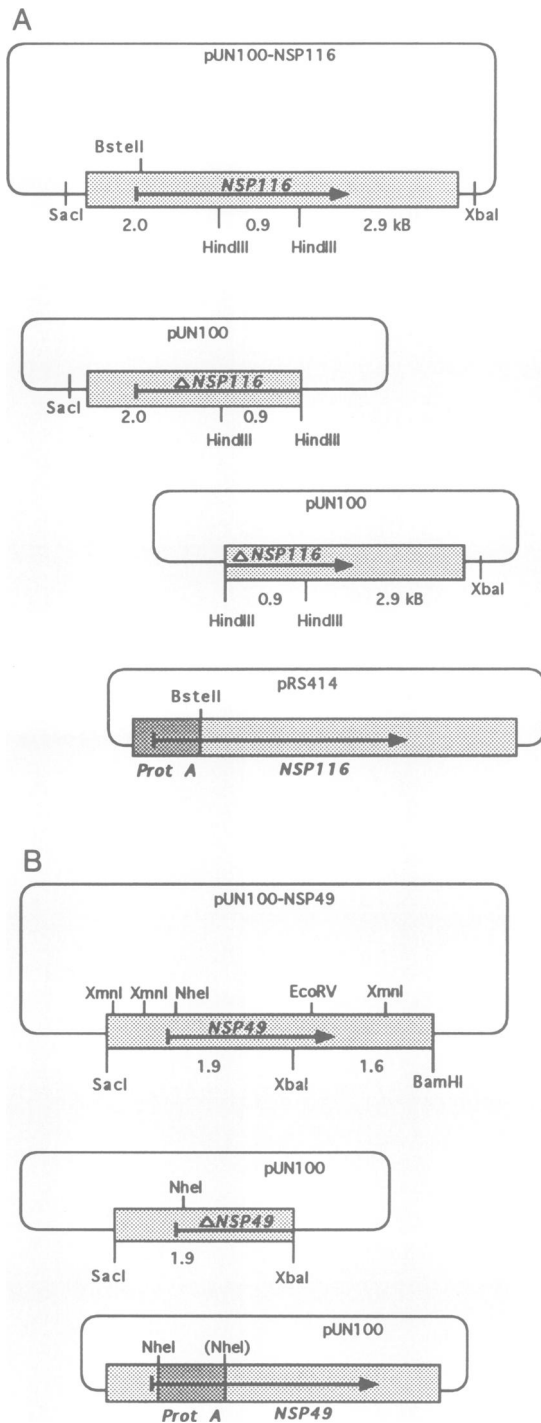 A
pUN100-NSP116
BsteII
NSP116
SacI 2.0 HindIII 0.9 HindIII 2.9 kB XbaI
pUN100
ΔNSP116
SacI 2.0 HindIII 0.9 HindIII
pUN100
ΔNSP116
HindIII 0.9 HindIII 2.9 kB XbaI
pRS414
BsteII
Prot A NSP116
B
pUN100-NSP49
XmnI XmnI NheI EcoRV XmnI
NSP49
SacI 1.9 XbaI 1.6 BamHI
pUN100
NheI
ΔNSP49
SacI 1.9 XbaI
pUN100
NheI (NheI)
Prot A NSP49